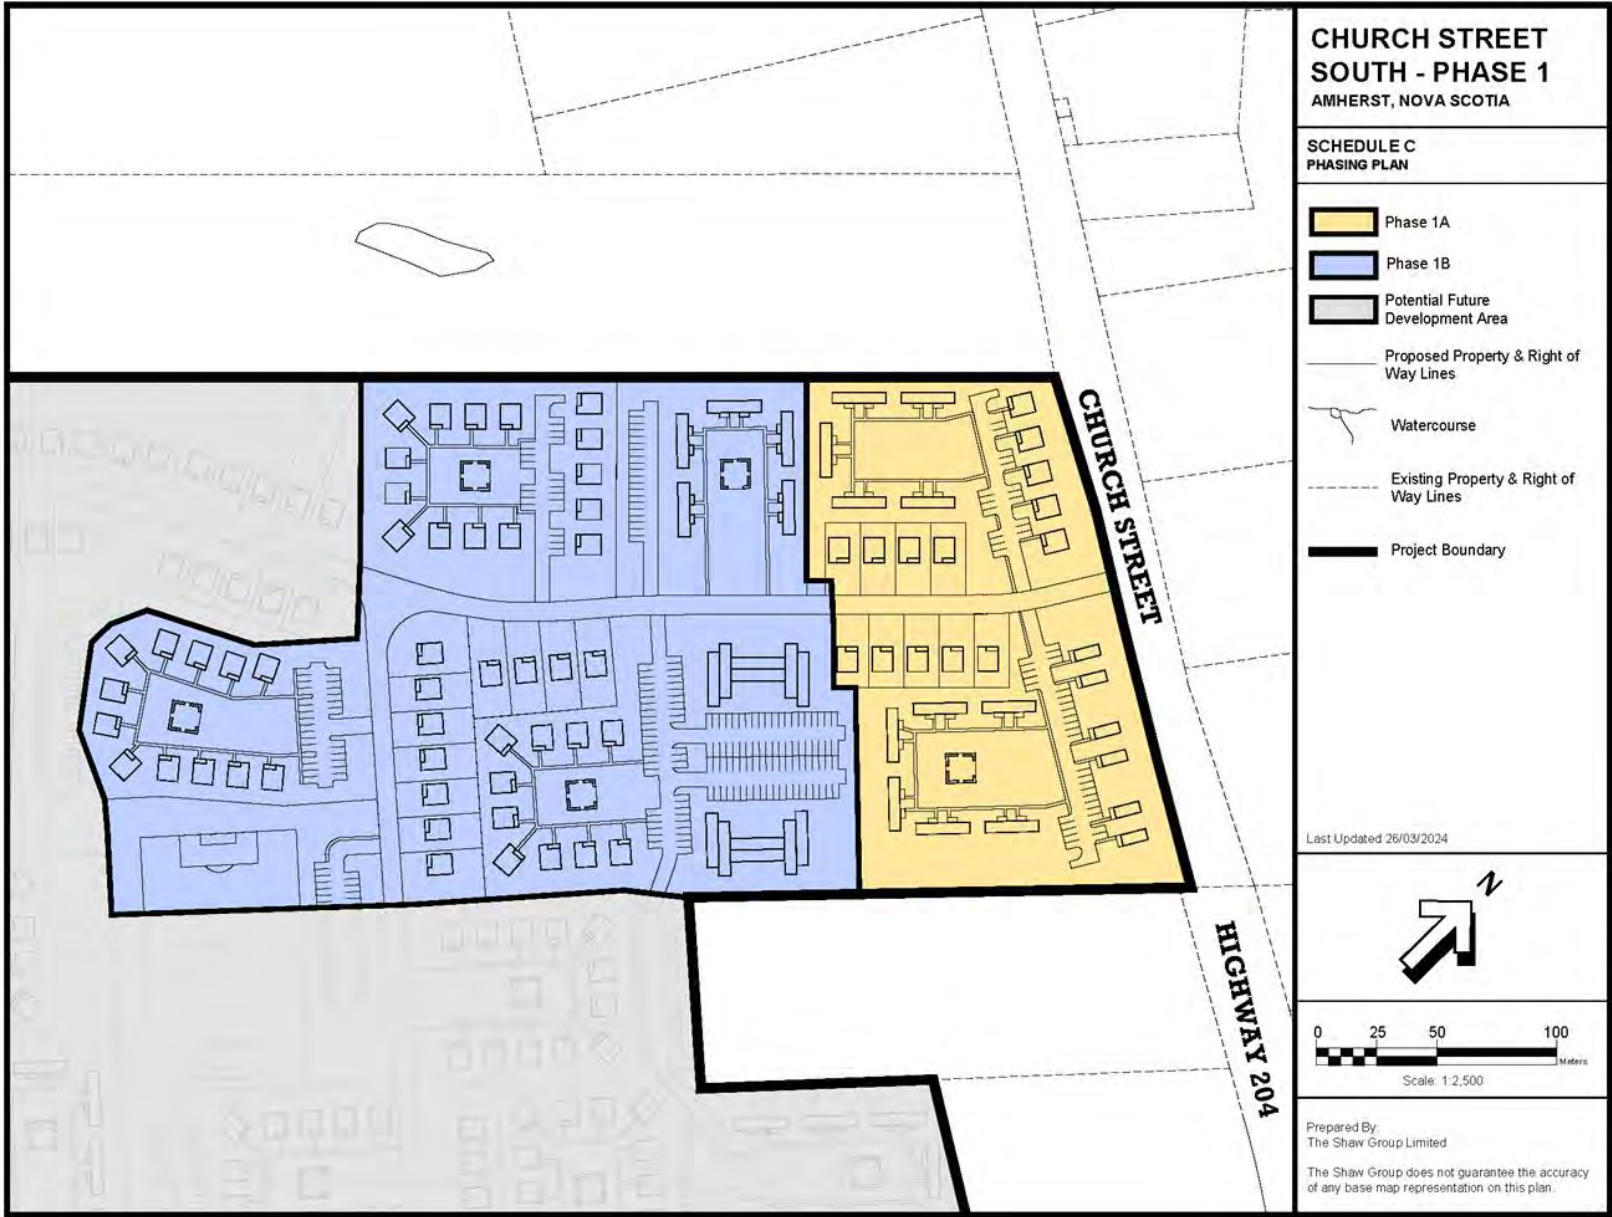 CHURCH STREET
SOUTH - PHASE 1
AMHERST, NOVA SCOTIA
SCHEDULE C
PHASING PLAN
Phase 1A
Phase 1B
Potential Future
Development Area
Proposed Property & Right of
Way Lines
Watercourse
Existing Property & Right of
Way Lines
Project Boundary
CHURCH STREET
HIGHWAY 204
Last Updated 26/03/2024
N
0 25 50 100
Meters
Scale: 1:2,500
Prepared By:
The Shaw Group Limited
The Shaw Group does not guarantee the accuracy
of any base map representation on this plan.